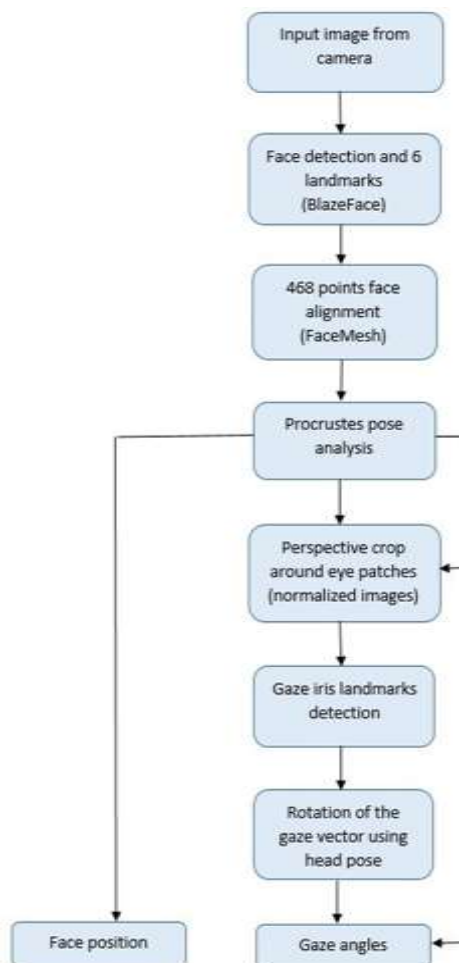 Input image from
camera
Face detection and 6
landmarks
(BlazeFace)
468 points face
alignment
(FaceMesh)
Procrustes pose
analysis
Perspective crop
around eye patches
(normalized images)
Gaze iris landmarks
detection
Rotation of the
gaze vector using
head pose
Face position
Gaze angles